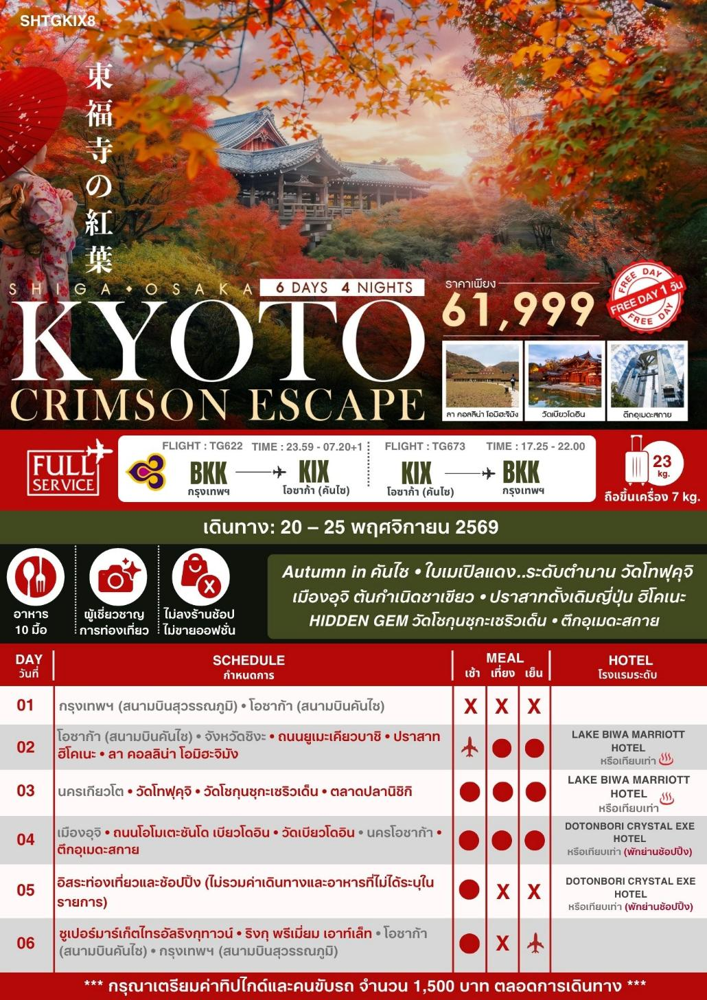 SHTGKIX8
東福寺の紅葉
SHIGA◆OSAKA
6 DAYS 4 NIGHTS
KYOTO
CRIMSON ESCAPE
ราคาเพียง
61,999
FREE DAY
FREE DAY 1 วัน
FREE DAY
ลา คอลลิน่า โอมิฮะจิมัง
วัดเบียวโดอิน
ตึกอุเมดะสกาย
FULL
SERVICE
FLIGHT : TG622 TIME : 23.59 - 07.20+1
BKK KIX
กรุงเทพฯ โอซาก้า (คันไซ)
FLIGHT : TG673 TIME : 17.25 - 22.00
KIX BKK
โอซาก้า (คันไซ) กรุงเทพฯ
23
kg.
ถือขึ้นเครื่อง 7 kg.
เดินทาง: 20 – 25 พฤศจิกายน 2569
อาหาร
10 มื้อ
ผู้เชี่ยวชาญ
การท่องเที่ยว
ไม่ลงร้านช้อป
ไม่ขายออฟชั่น
Autumn in คันไซ • ใบเมเปิลแดง..ระดับตำนาน วัดโทฟุคุจิ
เมืองอุจิ ต้นกำเนิดชาเขียว • ปราสาทดั้งเดิมญี่ปุ่น ฮิโคเนะ
HIDDEN GEM วัดโชกุนซุกะเซริวเด็น • ตึกอุเมดะสกาย
DAY SCHEDULE MEAL HOTEL
วันที่ กำหนดการ เช้า เที่ยง เย็น โรงแรมระดับ
01 กรุงเทพฯ (สนามบินสุวรรณภูมิ) • โอซาก้า (สนามบินคันไซ) X X X
02 โอซาก้า (สนามบินคันไซ) • จังหวัดชิงะ • ถนนยูเมะเคียวบาชิ • ปราสาท
ฮิโคเนะ • ลา คอลลิน่า โอมิฮะจิมัง
LAKE BIWA MARRIOTT
HOTEL
หรือเทียบเท่า
03 นครเกียวโต • วัดโทฟุคุจิ • วัดโชกุนซุกะเซริวเด็น • ตลาดปลานิชิกิ
LAKE BIWA MARRIOTT
HOTEL
หรือเทียบเท่า
04 เมืองอุจิ • ถนนโอโมเตะซันโด เบียวโดอิน • วัดเบียวโดอิน • นครโอซาก้า •
ตึกอุเมดะสกาย
DOTONBORI CRYSTAL EXE
HOTEL
หรือเทียบเท่า (พักย่านช้อปปิ้ง)
05 อิสระท่องเที่ยวและช้อปปิ้ง (ไม่รวมค่าเดินทางและอาหารที่ไม่ได้ระบุใน
รายการ) X X
DOTONBORI CRYSTAL EXE
HOTEL
หรือเทียบเท่า (พักย่านช้อปปิ้ง)
06 ซูเปอร์มาร์เก็ตไทรอัลริงกุทาวน์ • ริงกุ พรีเมี่ยม เอาท์เล็ท • โอซาก้า
(สนามบินคันไซ) • กรุงเทพฯ (สนามบินสุวรรณภูมิ) X
*** กรุณาเตรียมค่าทิปไกด์และคนขับรถ จำนวน 1,500 บาท ตลอดการเดินทาง ***